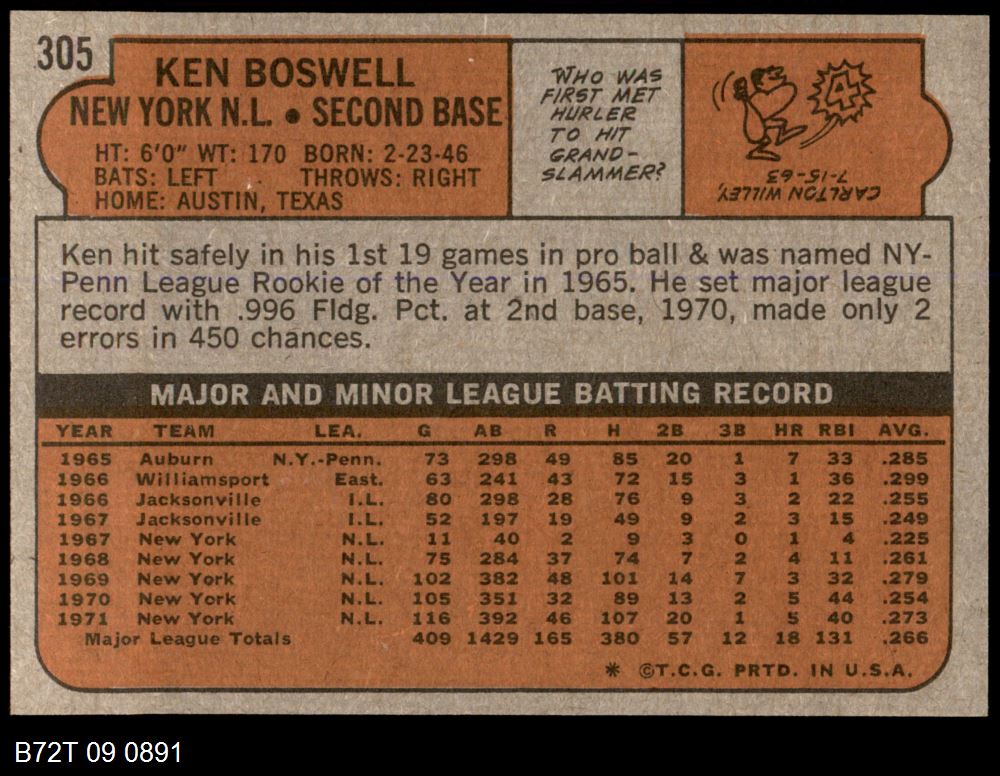 305
KEN BOSWELL
NEW YORK N.L. • SECOND BASE
HT: 6'0" WT: 170 BORN: 2-23-46
BATS: LEFT THROWS: RIGHT
HOME: AUSTIN, TEXAS
WHO WAS
FIRST MET
HURLER
TO HIT
GRAND-
SLAMMER?
4
CARLTON WILLEY,
7-15-63
Ken hit safely in his 1st 19 games in pro ball & was named NY-
Penn League Rookie of the Year in 1965. He set major league
record with .996 Fldg. Pct. at 2nd base, 1970, made only 2
errors in 450 chances.
MAJOR AND MINOR LEAGUE BATTING RECORD
YEAR TEAM LEA. G AB R H 2B 3B HR RBI AVG.
1965 Auburn N.Y.-Penn. 73 298 49 85 20 1 7 33 .285
1966 Williamsport East. 63 241 43 72 15 3 1 36 .299
1966 Jacksonville I.L. 80 298 28 76 9 3 2 22 .255
1967 Jacksonville I.L. 52 197 19 49 9 2 3 15 .249
1967 New York N.L. 11 40 2 9 3 0 1 4 .225
1968 New York N.L. 75 284 37 74 7 2 4 11 .261
1969 New York N.L. 102 382 48 101 14 7 3 32 .279
1970 New York N.L. 105 351 32 89 13 2 5 44 .254
1971 New York N.L. 116 392 46 107 20 1 5 40 .273
Major League Totals 409 1429 165 380 57 12 18 131 .266
* ©T.C.G. PRTD. IN U.S.A.
B72T 09 0891